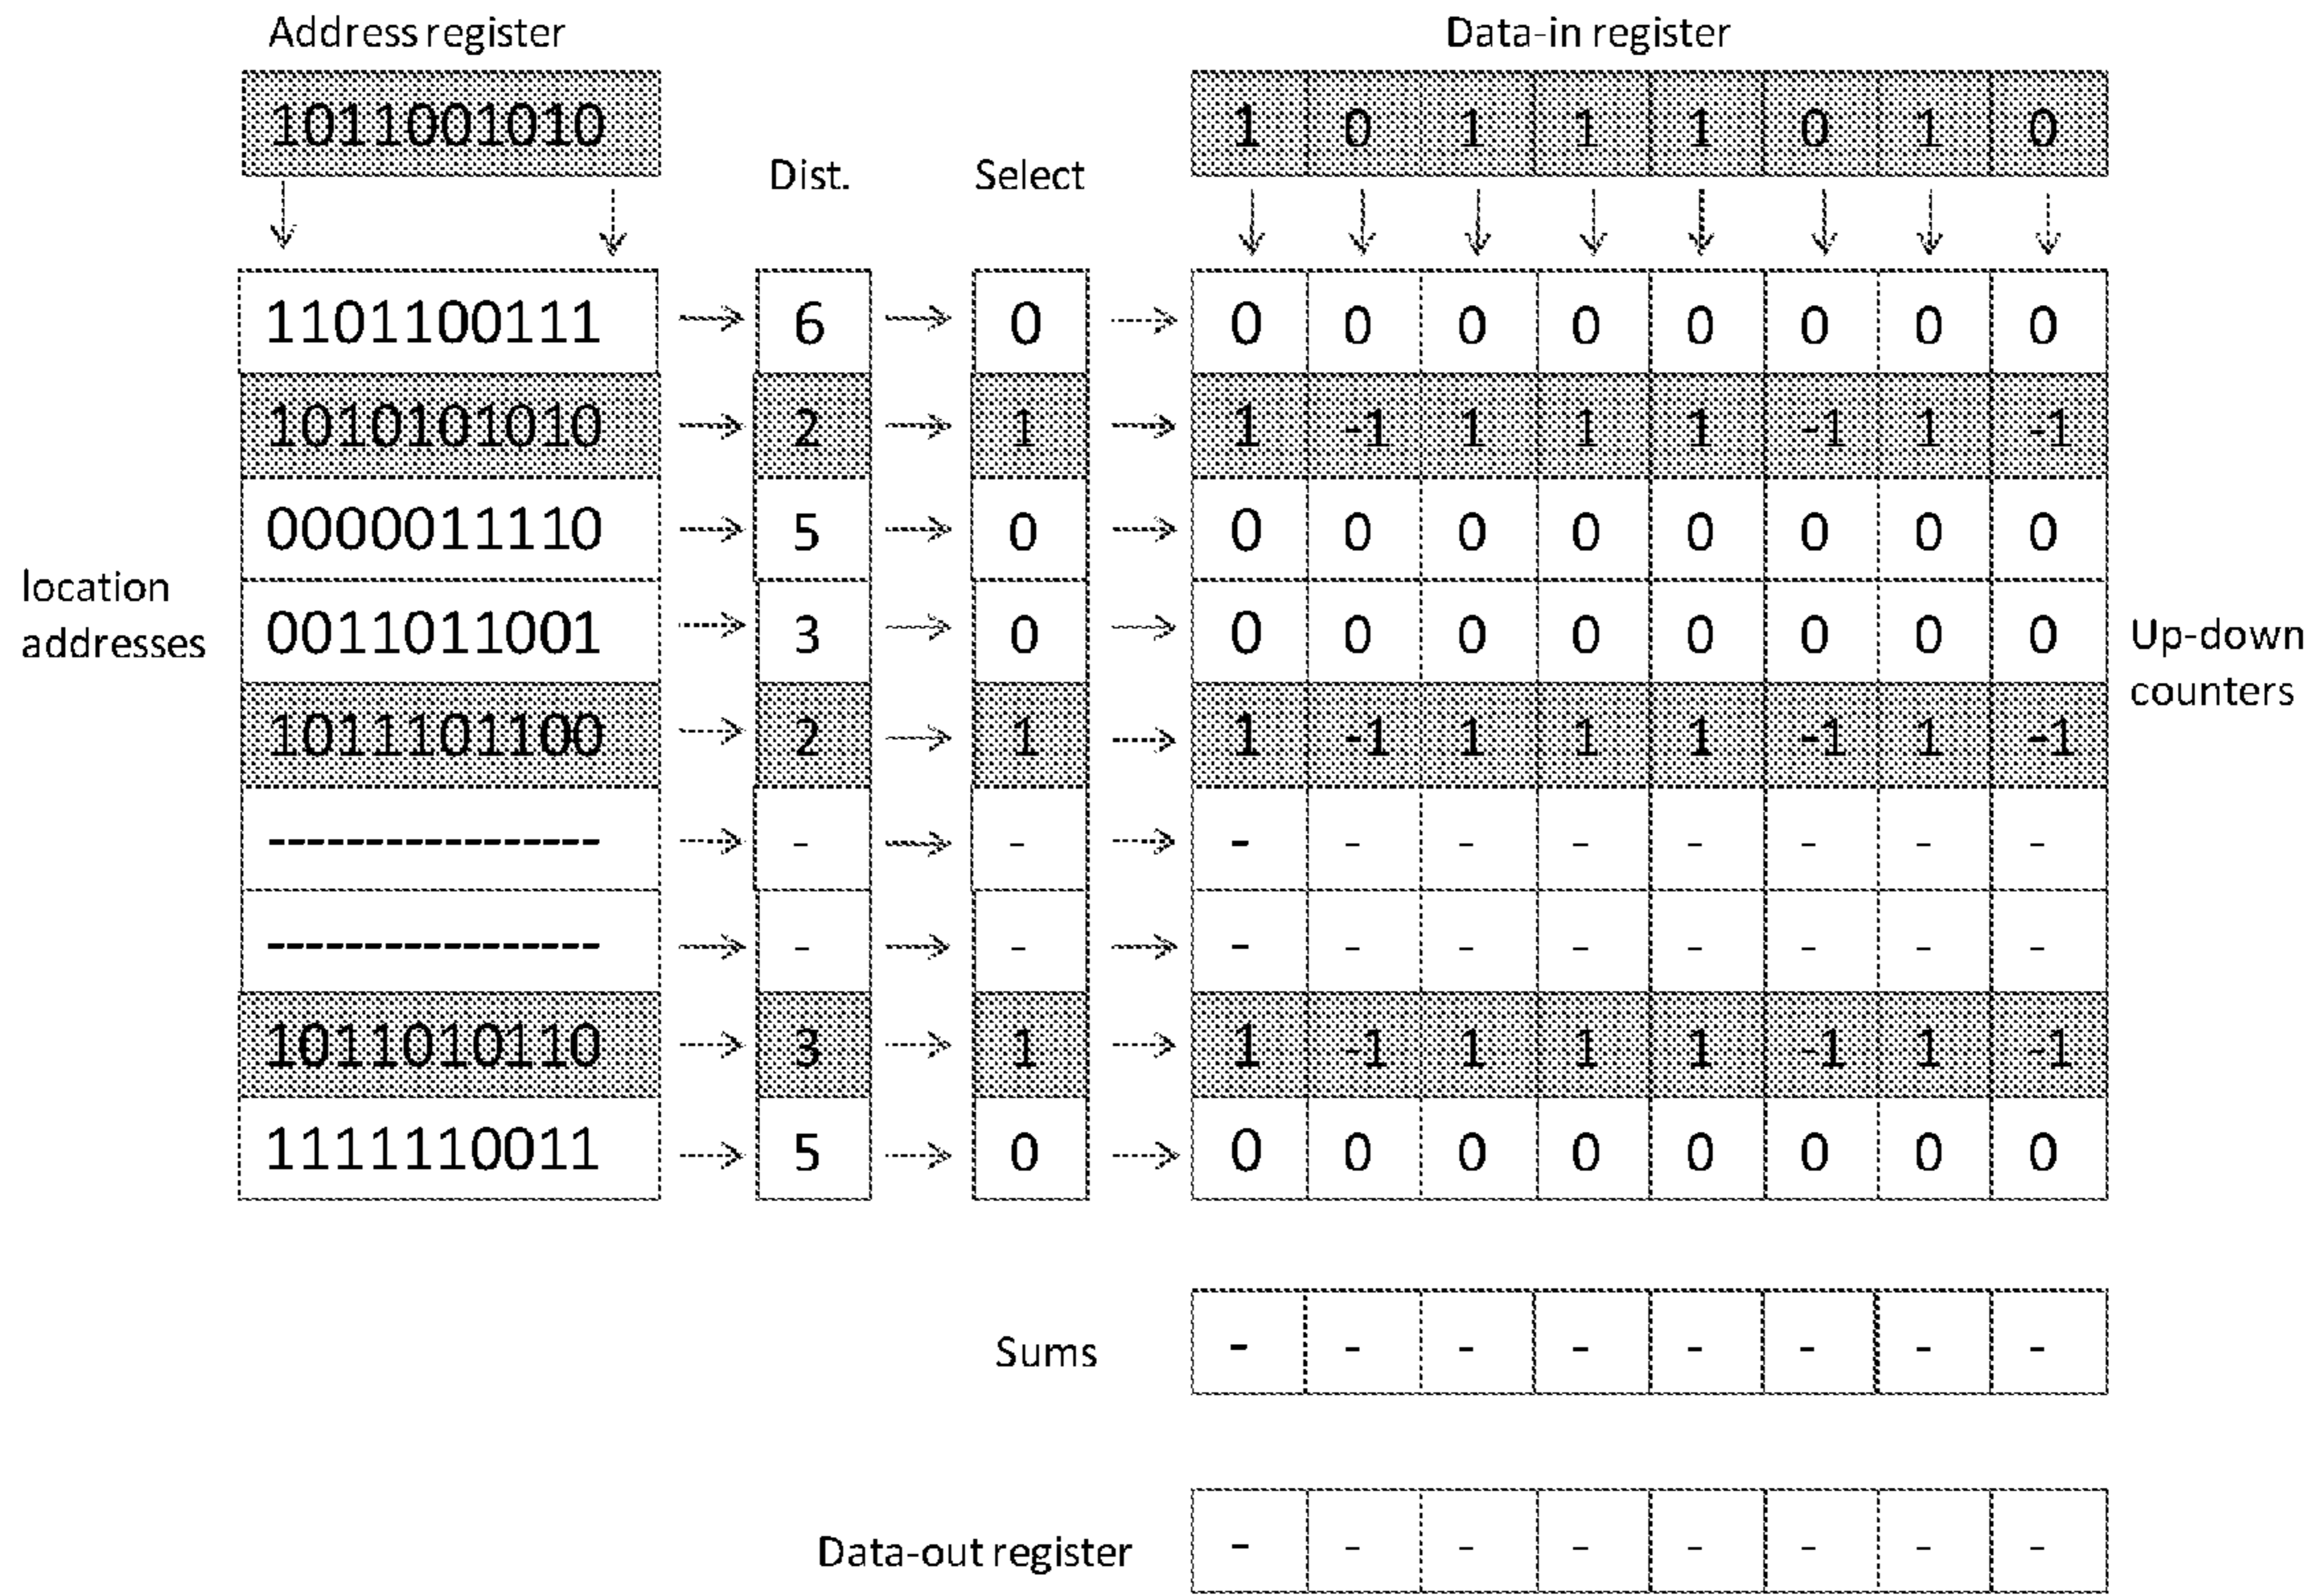 Address register
Data-in register
1011001010
1 0 1 1 1 0 1 0
Dist.
Select
1101100111 6 0 0 0 0 0 0 0 0 0
1010101010 2 1 1 -1 1 1 1 -1 1 -1
0000011110 5 0 0 0 0 0 0 0 0 0
location
addresses
0011011001 3 0 0 0 0 0 0 0 0 0
Up-down
counters
1011101100 2 1 1 -1 1 1 1 -1 1 -1
---------------- - - - - - - - - - -
---------------- - - - - - - - - - -
1011010110 3 1 1 -1 1 1 1 -1 1 -1
1111110011 5 0 0 0 0 0 0 0 0 0
Sums - - - - - - - -
Data-out register - - - - - - - -